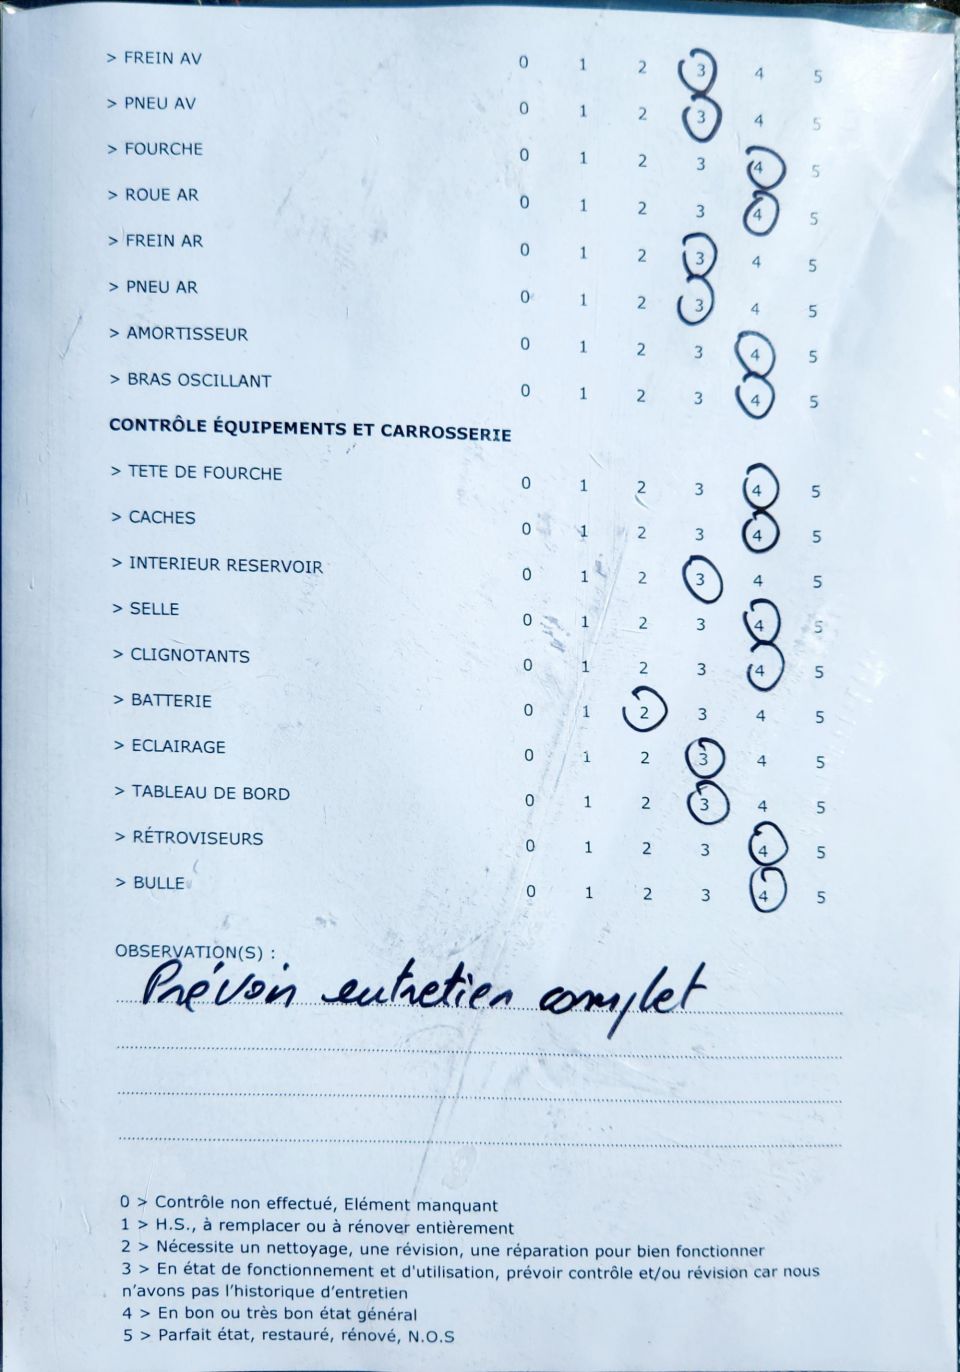 > FREIN AV 0 1 2 3 4 5
> PNEU AV 0 1 2 3 4 5
> FOURCHE 0 1 2 3 4 5
> ROUE AR 0 1 2 3 4 5
> FREIN AR 0 1 2 3 4 5
> PNEU AR 0 1 2 3 4 5
> AMORTISSEUR 0 1 2 3 4 5
> BRAS OSCILLANT 0 1 2 3 4 5
CONTRÔLE ÉQUIPEMENTS ET CARROSSERIE
> TETE DE FOURCHE 0 1 2 3 4 5
> CACHES 0 1 2 3 4 5
> INTERIEUR RESERVOIR 0 1 2 3 4 5
> SELLE 0 1 2 3 4 5
> CLIGNOTANTS 0 1 2 3 4 5
> BATTERIE 0 1 2 3 4 5
> ECLAIRAGE 0 1 2 3 4 5
> TABLEAU DE BORD 0 1 2 3 4 5
> RÉTROVISEURS 0 1 2 3 4 5
> BULLE 0 1 2 3 4 5
OBSERVATION(S) :
Prévoir entretien complet
0 > Contrôle non effectué, Elément manquant
1 > H.S., à remplacer ou à rénover entièrement
2 > Nécessite un nettoyage, une révision, une réparation pour bien fonctionner
3 > En état de fonctionnement et d'utilisation, prévoir contrôle et/ou révision car nous
n'avons pas l'historique d'entretien
4 > En bon ou très bon état général
5 > Parfait état, restauré, rénové, N.O.S